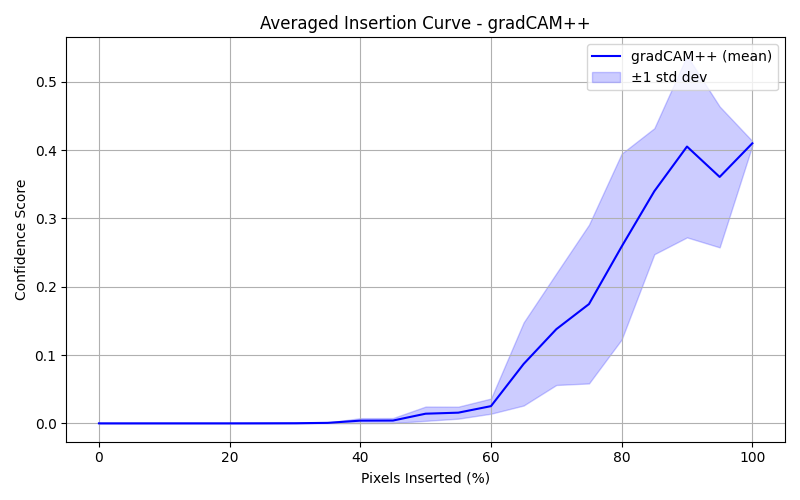 Averaged Insertion Curve - gradCAM++
gradCAM++ (mean)
±1 std dev
Confidence Score
0.5
0.4
0.3
0.2
0.1
0.0
0 20 40 60 80 100
Pixels Inserted (%)